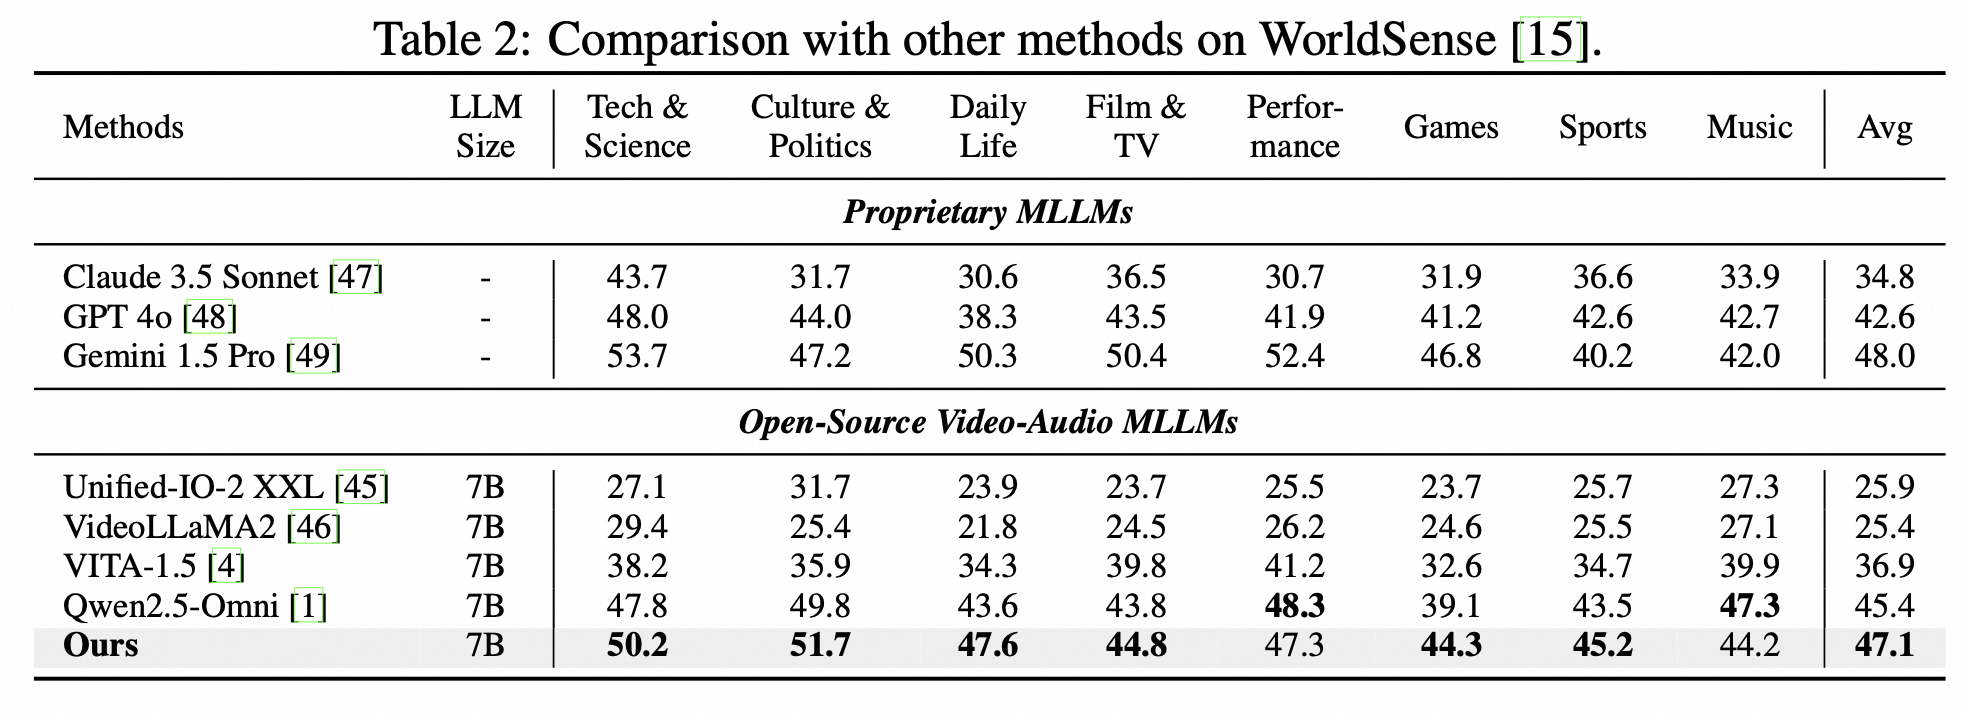 Table 2: Comparison with other methods on WorldSense [15].
Methods LLM Size Tech & Science Culture & Politics Daily Life Film & TV Perfor-mance Games Sports Music Avg
Proprietary MLLMs
Claude 3.5 Sonnet [47] - 43.7 31.7 30.6 36.5 30.7 31.9 36.6 33.9 34.8
GPT 4o [48] - 48.0 44.0 38.3 43.5 41.9 41.2 42.6 42.7 42.6
Gemini 1.5 Pro [49] - 53.7 47.2 50.3 50.4 52.4 46.8 40.2 42.0 48.0
Open-Source Video-Audio MLLMs
Unified-IO-2 XXL [45] 7B 27.1 31.7 23.9 23.7 25.5 23.7 25.7 27.3 25.9
VideoLLaMA2 [46] 7B 29.4 25.4 21.8 24.5 26.2 24.6 25.5 27.1 25.4
VITA-1.5 [4] 7B 38.2 35.9 34.3 39.8 41.2 32.6 34.7 39.9 36.9
Qwen2.5-Omni [1] 7B 47.8 49.8 43.6 43.8 48.3 39.1 43.5 47.3 45.4
Ours 7B 50.2 51.7 47.6 44.8 47.3 44.3 45.2 44.2 47.1